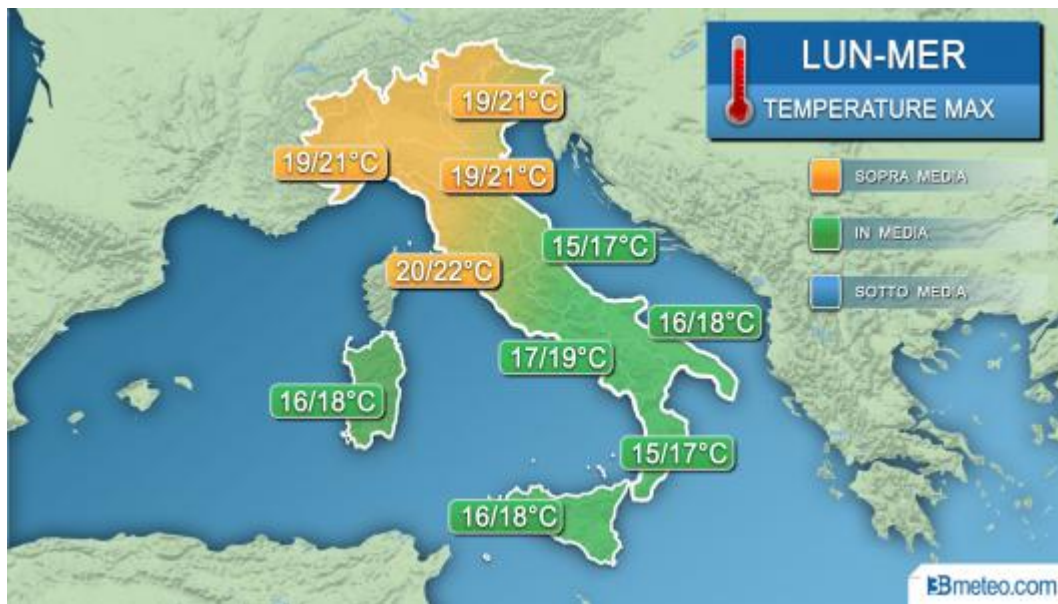 LUN-MER
TEMPERATURE MAX
SOPRA MEDIA
IN MEDIA
SOTTO MEDIA
19/21°C
19/21°C
19/21°C
15/17°C
20/22°C
16/18°C
17/19°C
16/18°C
15/17°C
16/18°C
3Bmeteo.com